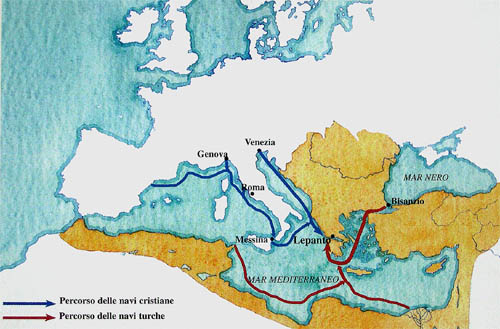 Venezia
Genova
MAR NERO
Roma
Bisanzio
Messina
Lepanto
MAR MEDITERRANEO
Percorso delle navi cristiane
Percorso delle navi turche